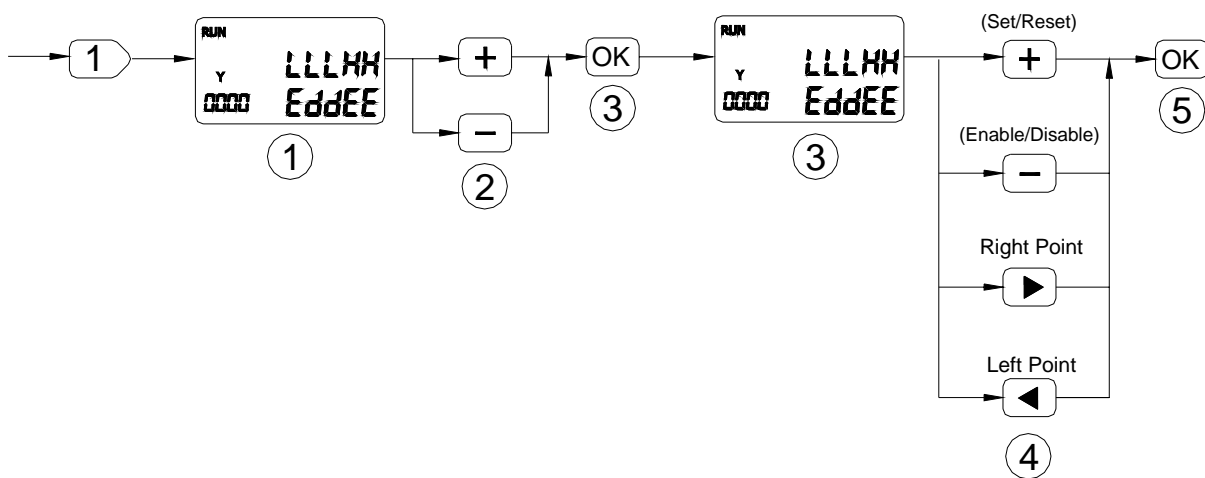 1
RUN
Y
LLLHH
0000
EddEE
1
+
−
2
OK
3
RUN
Y
LLLHH
0000
EddEE
3
(Set/Reset)
+
(Enable/Disable)
−
Right Point
Left Point
4
OK
5